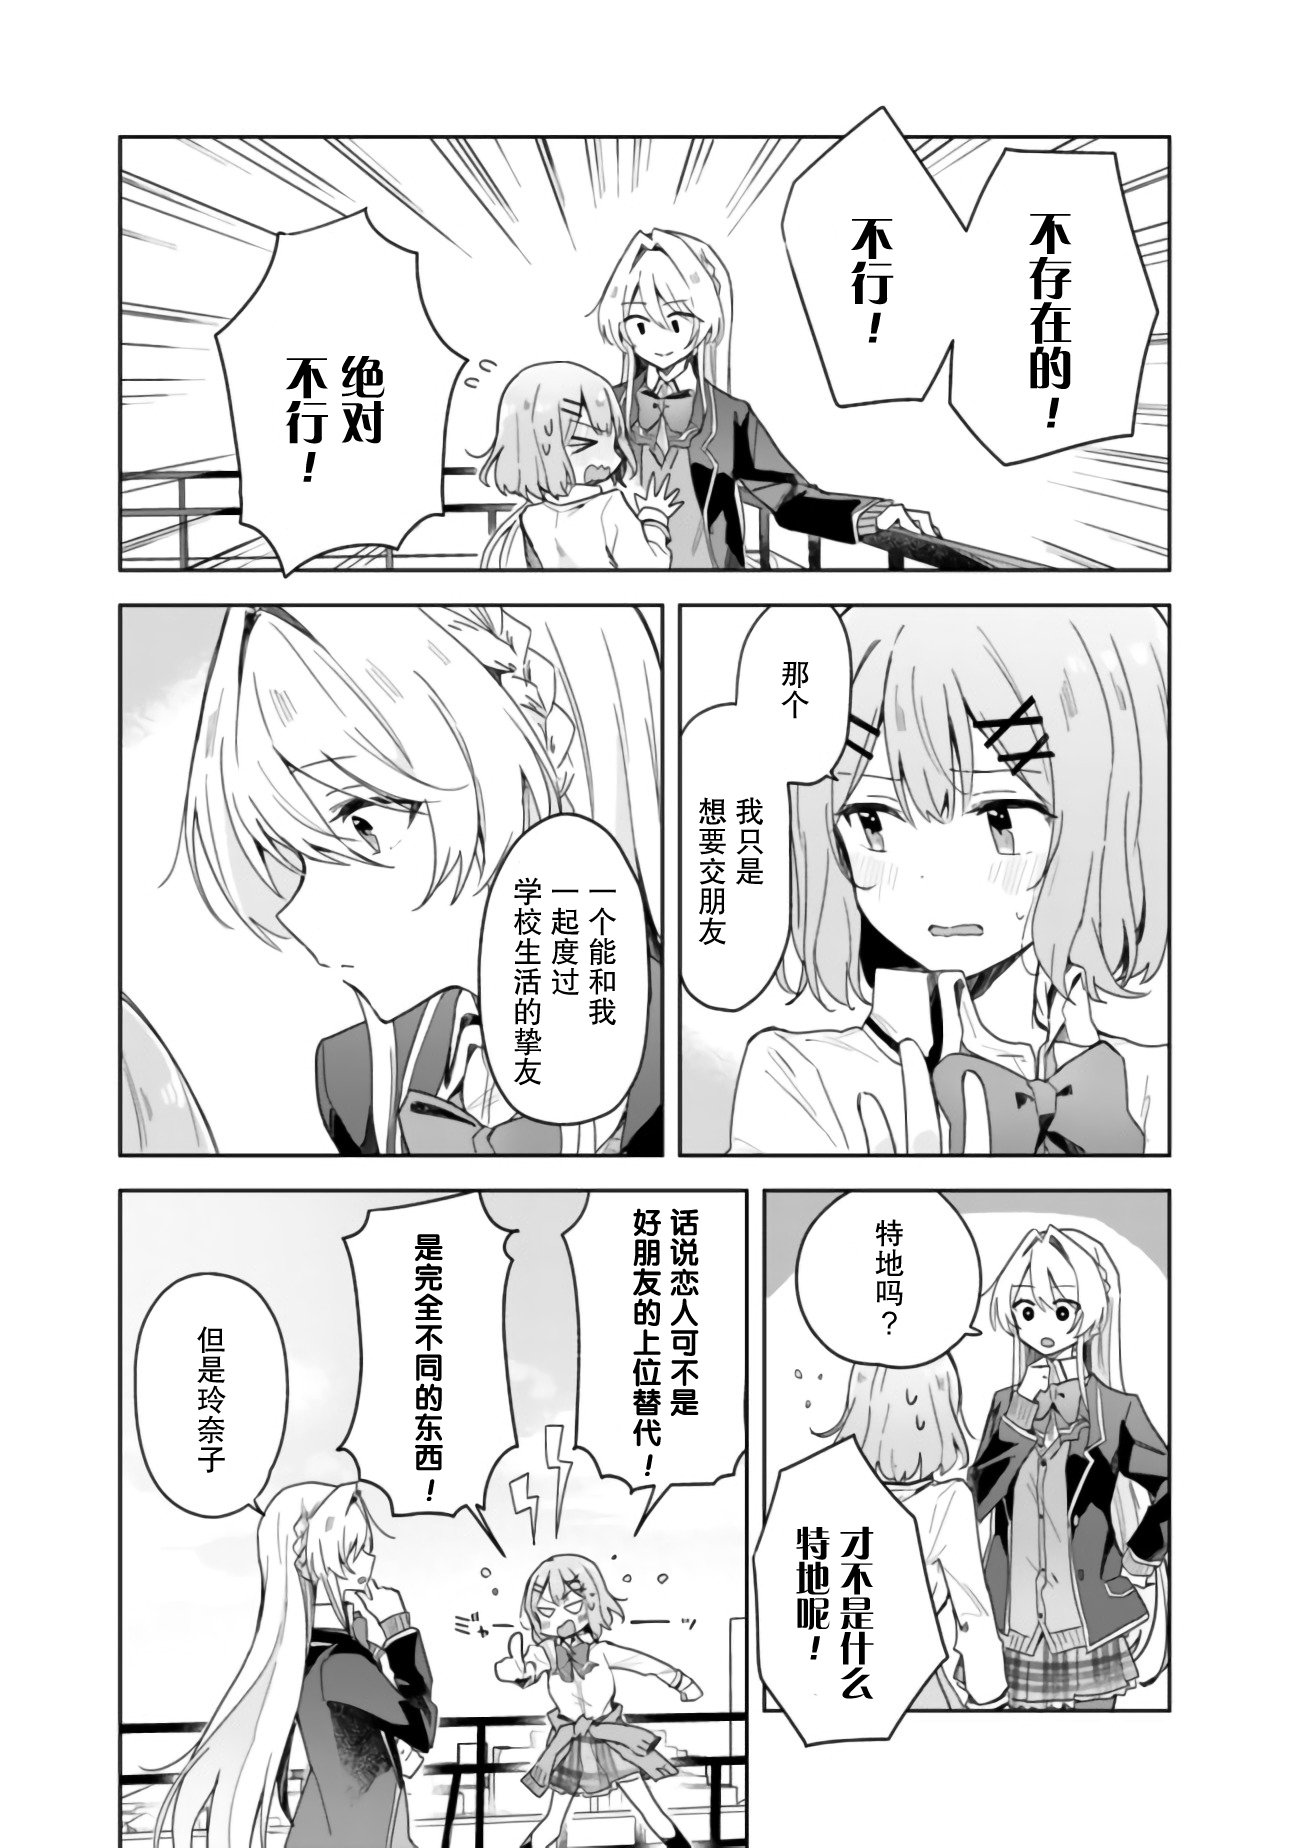 不存在的！
不行！
绝对
不行！
那个
我只是
想要交朋友
一个能和我
一起度过
学校生活的挚友
特地吗？
才不是什么
特地呢！
话说恋人可不是
好朋友的上位替代！
是完全不同的东西！
ビャー
但是玲奈子